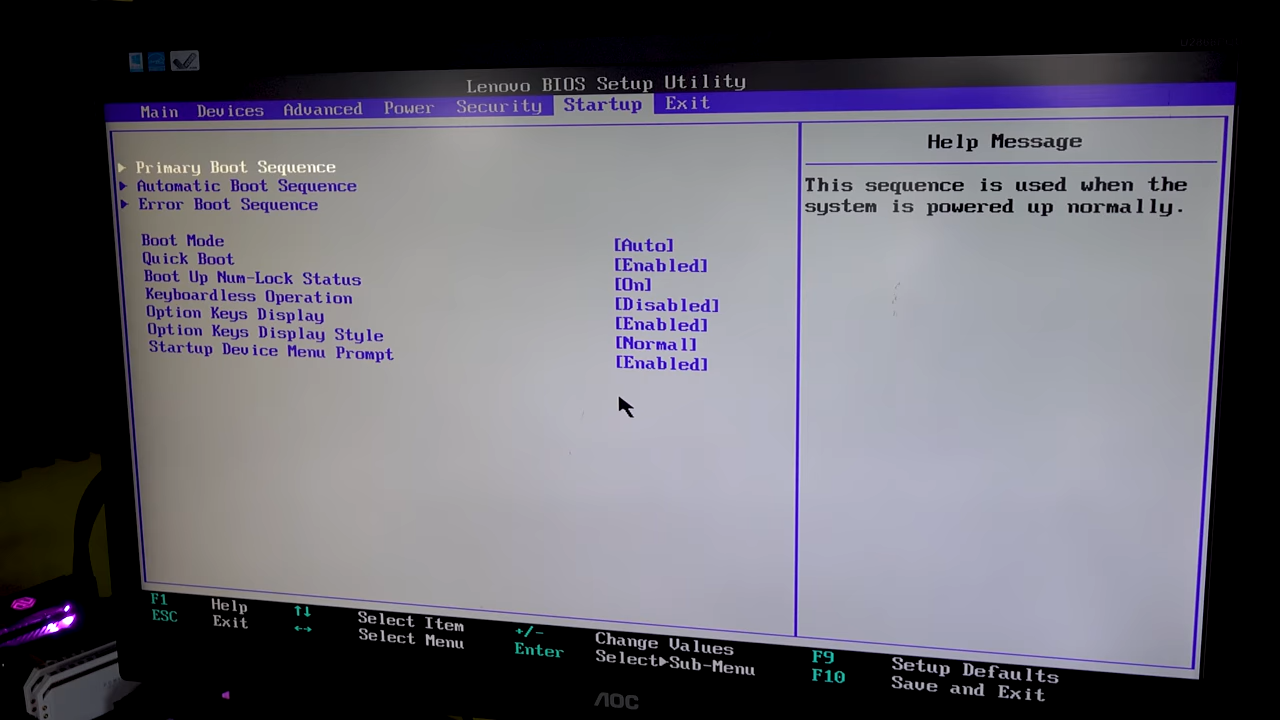 Lenovo BIOS Setup Utility
Main Devices Advanced Power Security Startup Exit
Primary Boot Sequence
Automatic Boot Sequence
Error Boot Sequence
Boot Mode [Auto]
Quick Boot [Enabled]
Boot Up Num-Lock Status [On]
Keyboardless Operation [Disabled]
Option Keys Display [Enabled]
Option Keys Display Style [Normal]
Startup Device Menu Prompt [Enabled]
Help Message
This sequence is used when the
system is powered up normally.
F1 Help ↑↓ Select Item +/- Change Values F9 Setup Defaults
ESC Exit ↔ Select Menu Enter Select▶Sub-Menu F10 Save and Exit
AOC